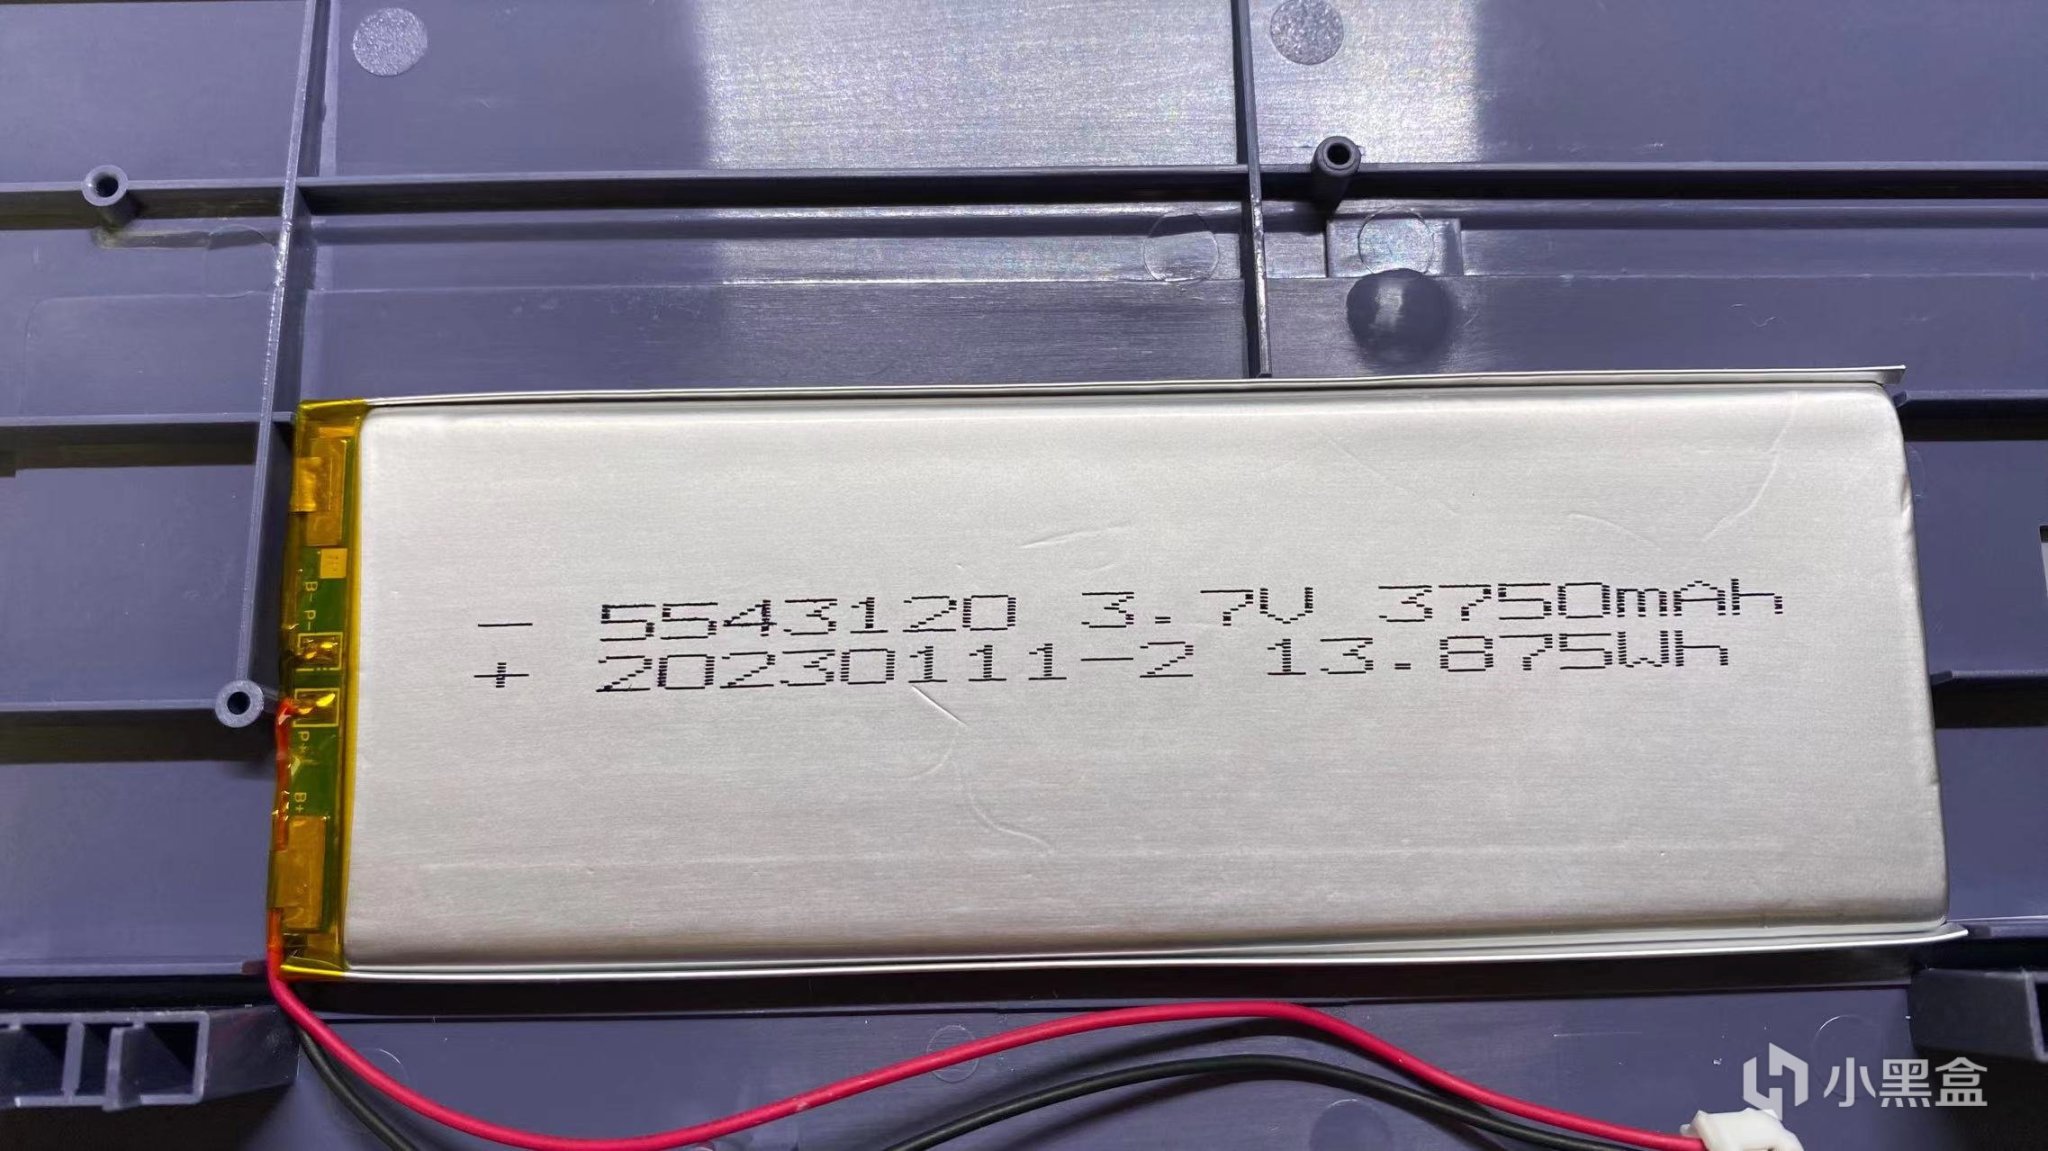 - 5543120 3.7V 3750mAh
+ 20230111-2 13.875Wh
B- P-
P+
B+
小黑盒